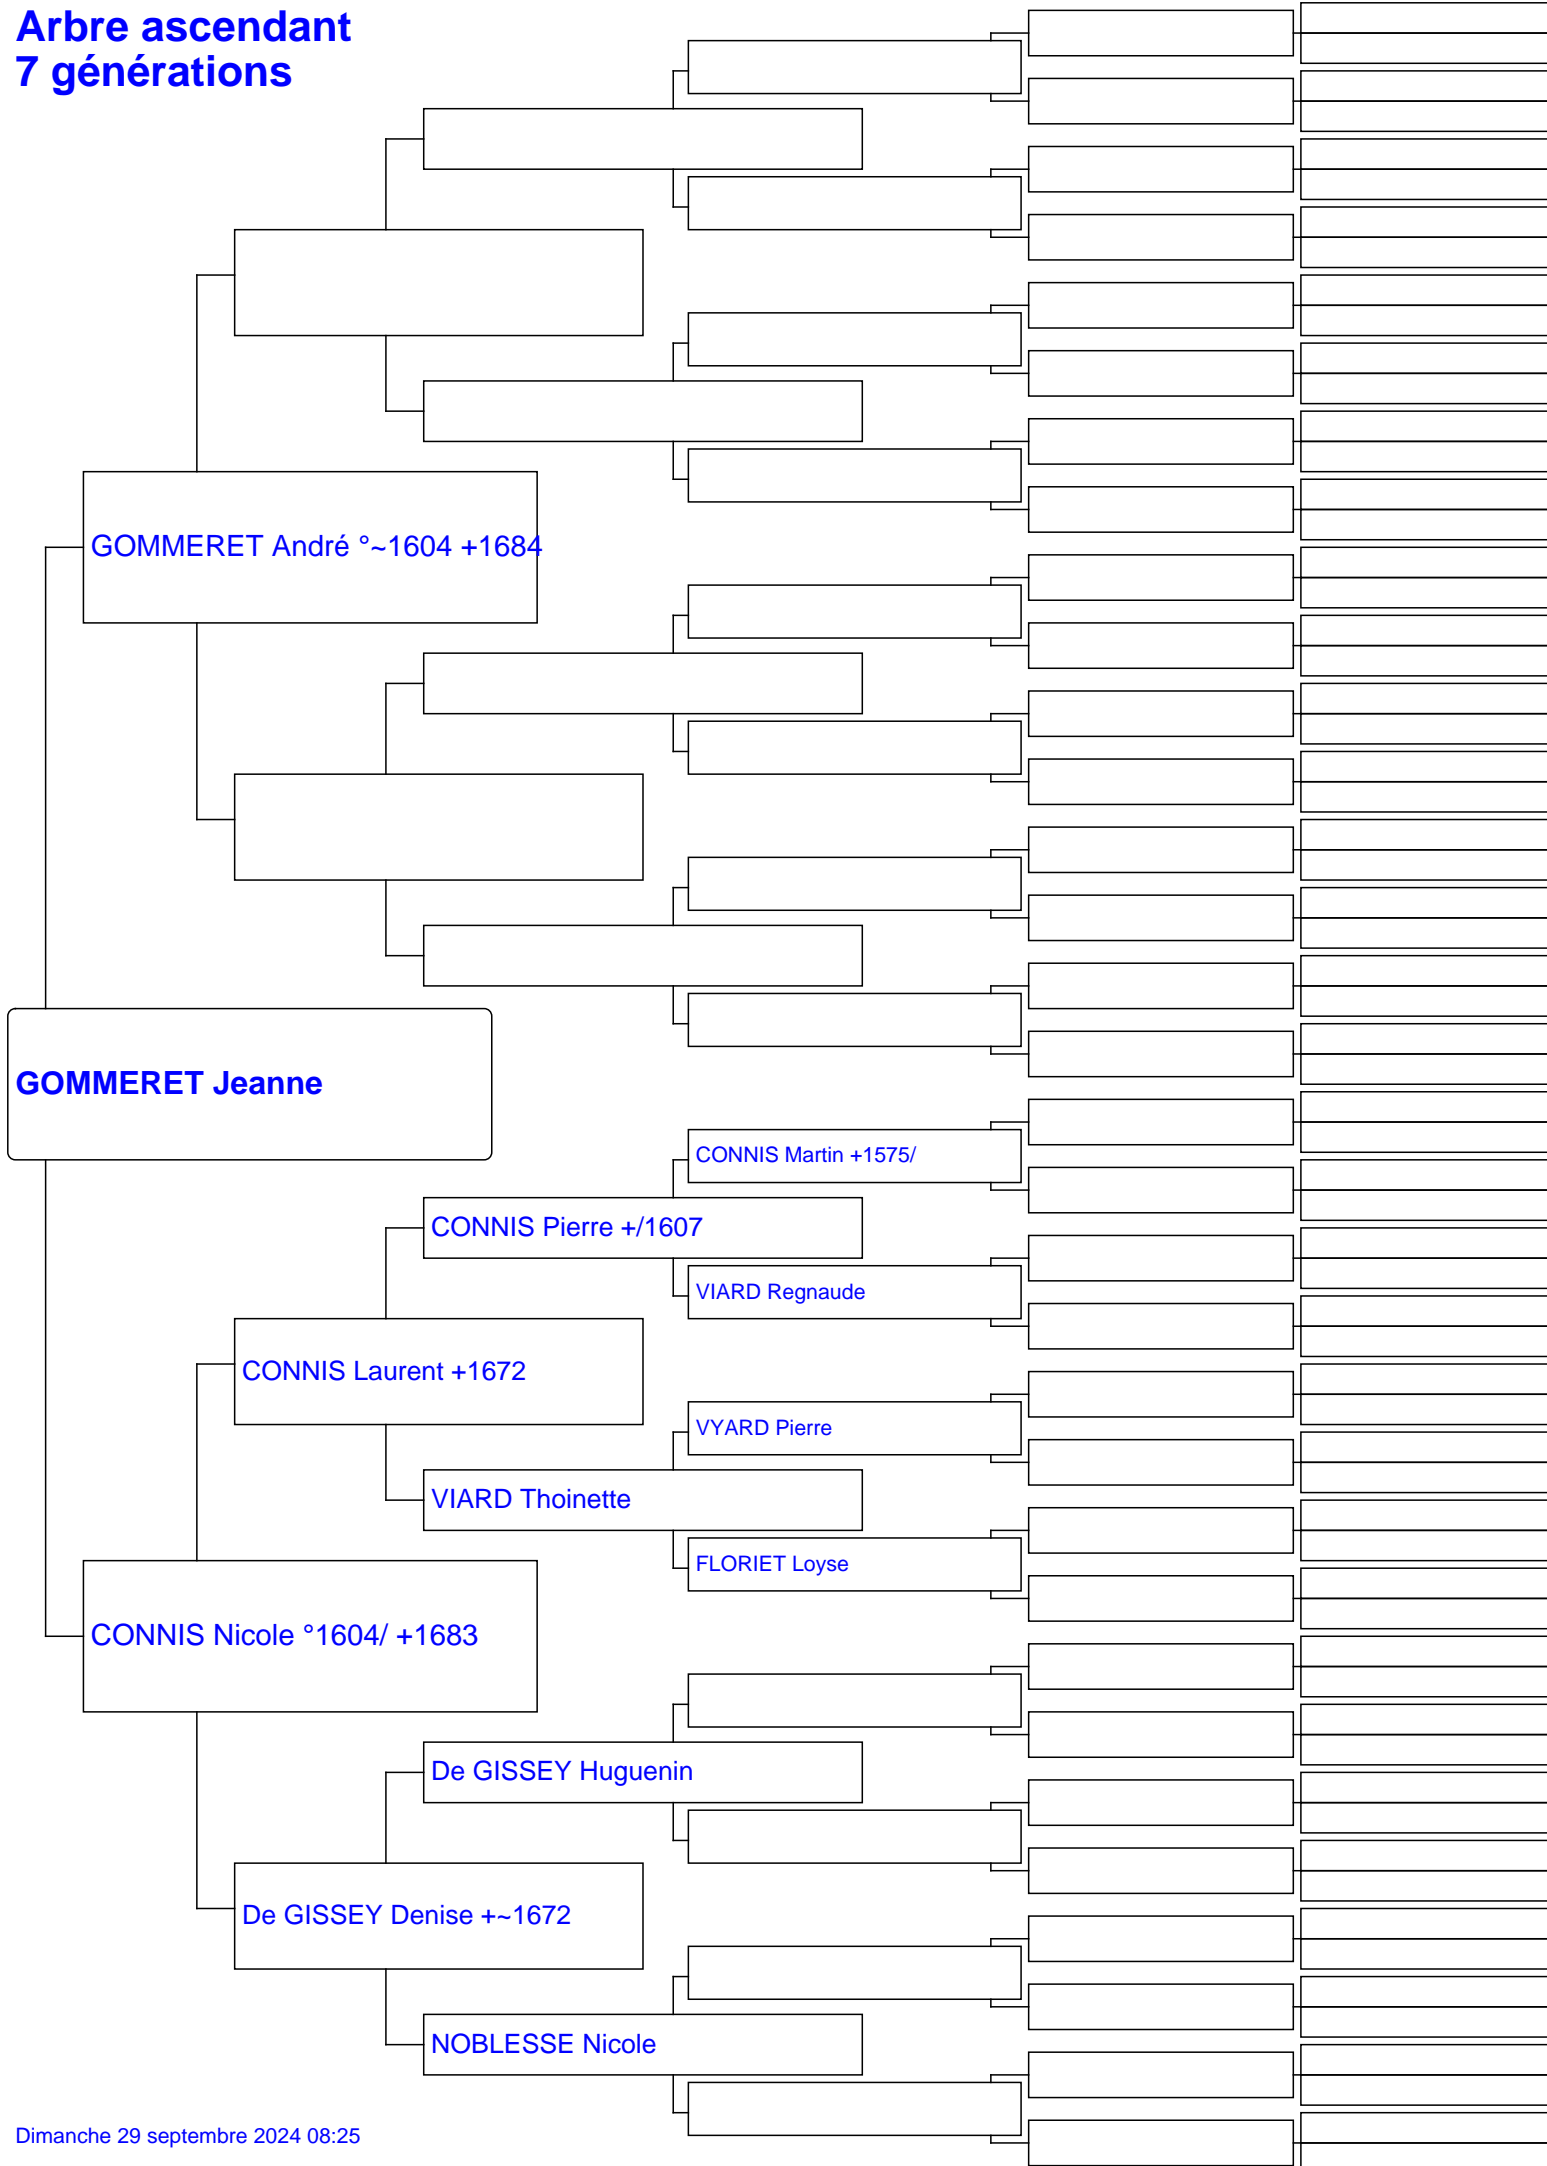 Arbre ascendant
7 générations
GOMMERET André °~1604 +1684
GOMMERET Jeanne
CONNIS Martin +1575/
CONNIS Pierre +/1607
VIARD Regnaude
CONNIS Laurent +1672
VYARD Pierre
VIARD Thoinette
FLORIET Loyse
CONNIS Nicole °1604/ +1683
De GISSEY Huguenin
De GISSEY Denise +~1672
NOBLESSE Nicole
Dimanche 29 septembre 2024 08:25